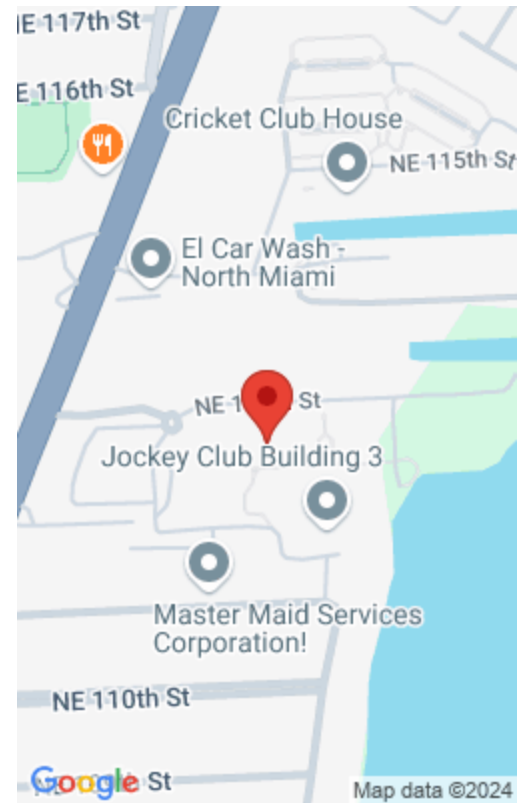 NE 117th St
NE 116th St
Cricket Club House
NE 115th St
El Car Wash -
North Miami
NE
St
Jockey Club Building 3
Master Maid Services
Corporation!
NE 110th St
Google
St
Map data ©2024